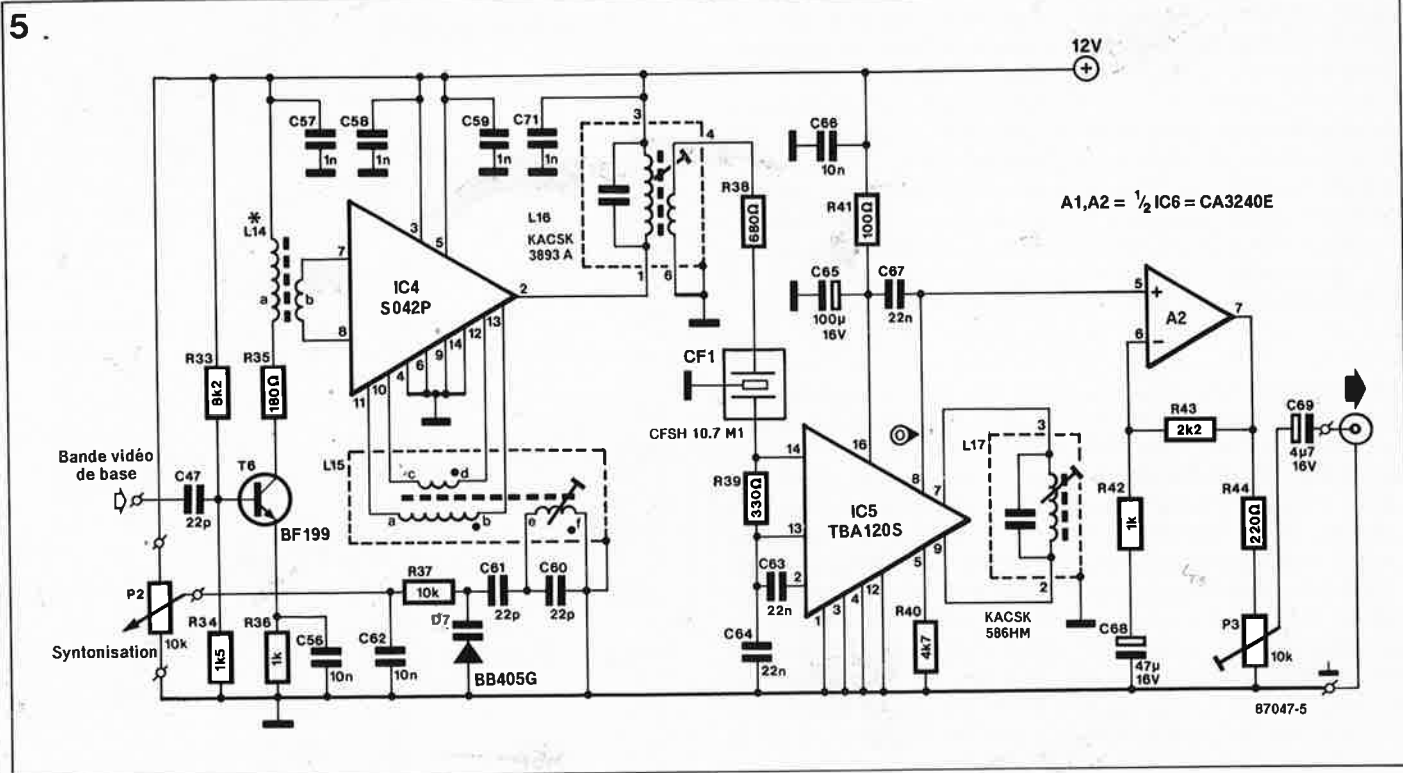 5
12V
+
C57
1n
C58
1n
C59
1n
C71
1n
3
4
L16
KACSK
3893 A
1
6
R38
680Ω
C66
10n
R41
100Ω
A1,A2 = ½ IC6 = CA3240E
*
L14
a
b
7
8
3
5
IC4
S042P
2
11
10
4
6
9
14
12
13
C65
100µ
16V
C67
22n
5
+
6
−
A2
7
R33
8k2
R35
180Ω
CF1
CFSH 10.7 M1
R43
2k2
C69
4µ7
16V
Bande vidéo
de base
C47
22p
T6
BF199
L15
c
d
a
b
e
f
R39
330Ω
14
13
2
16
8
7
9
5
IC5
TBA120S
1
3
4
12
L17
3
2
KACSK
586HM
R42
1k
R44
220Ω
P2
10k
Syntonisation
R34
1k5
R36
1k
C56
10n
C62
10n
R37
10k
D7
BB405G
C61
22p
C60
22p
C63
22n
C64
22n
R40
4k7
C68
47µ
16V
P3
10k
87047-5